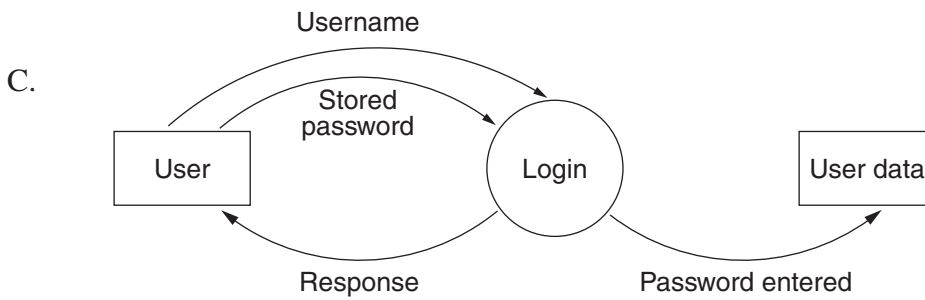 Username
C.
Stored
password
User
Login
User data
Response
Password entered